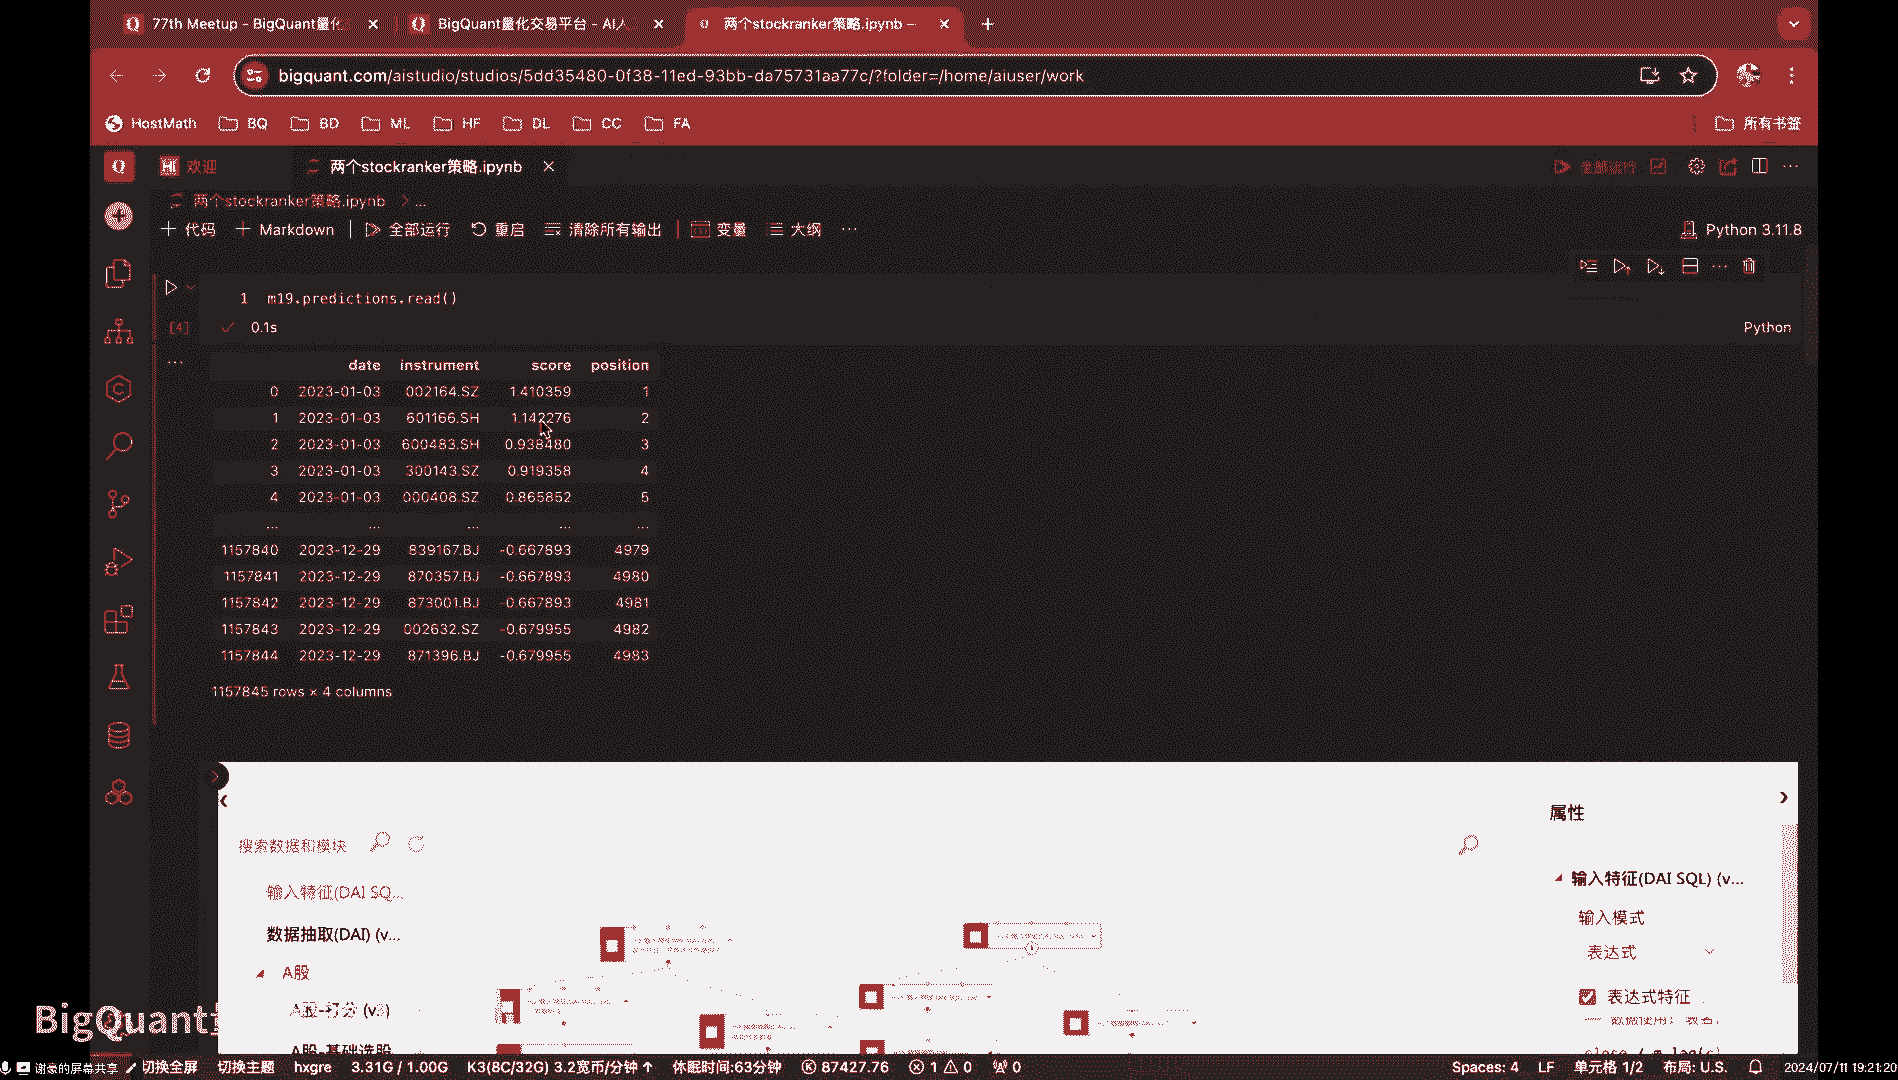 77th Meetup - BigQuant量化
BigQuant量化交易平台 - AI人
两个stockranker策略.ipynb –
bigquant.com/aistudio/studios/5dd35480-0f38-11ed-93bb-da75731aa77c/?folder=/home/aiuser/work
HostMath BQ BD ML HF DL CC FA 所有书签
欢迎 两个stockranker策略.ipynb 全部运行
两个stockranker策略.ipynb > ...
+ 代码 + Markdown 全部运行 重启 清除所有输出 变量 大纲 ··· Python 3.11.8
1 m19.predictions.read()
[4] 0.1s Python
date instrument score position
0 2023-01-03 002164.SZ 1.410359 1
1 2023-01-03 601166.SH 1.142276 2
2 2023-01-03 600483.SH 0.938480 3
3 2023-01-03 300143.SZ 0.919358 4
4 2023-01-03 000408.SZ 0.865852 5
... ... ... ... ...
1157840 2023-12-29 839167.BJ -0.667893 4979
1157841 2023-12-29 870357.BJ -0.667893 4980
1157842 2023-12-29 873001.BJ -0.667893 4981
1157843 2023-12-29 002632.SZ -0.679955 4982
1157844 2023-12-29 871396.BJ -0.679955 4983
1157845 rows × 4 columns
属性
搜索数据和模块
输入特征(DAI SQ...
输入特征(DAI SQL) (v...
输入模式
数据抽取(DAI) (v...
表达式
A股
表达式特征
A股-打分 (v3)
A股-基础选股
BigQuant
谢豪的屏幕共享 切换全屏 切换主题 hxgre 3.31G / 1.00G K3(8C/32G) 3.2宽币/分钟 ↑ 休眠时间:63分钟 87427.76 1 0 0 Spaces: 4 LF 单元格 1/2 布局: U.S. 2024/07/11 19:21:20